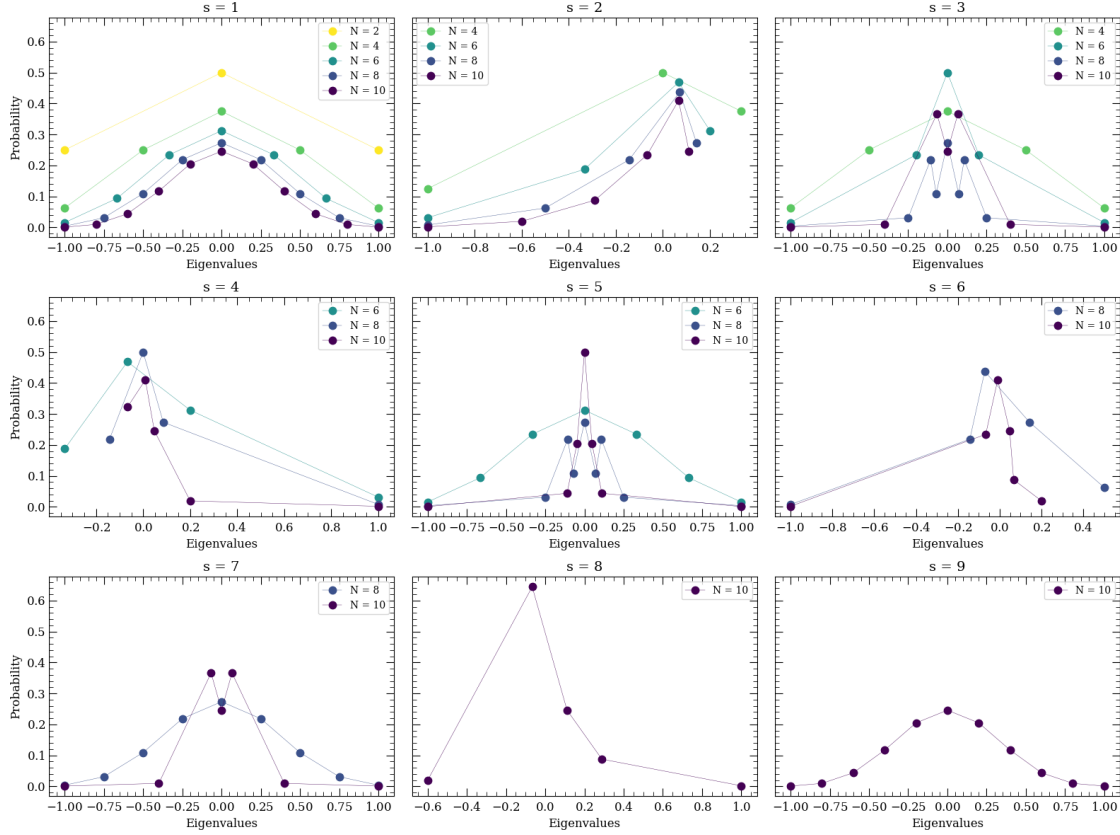 s = 1
s = 2
s = 3
Probability
0.6
0.5
0.4
0.3
0.2
0.1
0.0
N = 2
N = 4
N = 6
N = 8
N = 10
N = 4
N = 6
N = 8
N = 10
N = 4
N = 6
N = 8
N = 10
−1.00 −0.75 −0.50 −0.25 0.00 0.25 0.50 0.75 1.00
−1.0 −0.6 −0.3 0.0 0.2
−1.00 −0.75 −0.50 −0.25 0.00 0.25 0.50 0.75 1.00
Eigenvalues
Eigenvalues
Eigenvalues
s = 4
s = 5
s = 6
Probability
0.6
0.5
0.4
0.3
0.2
0.1
0.0
N = 6
N = 8
N = 10
N = 6
N = 8
N = 10
N = 8
N = 10
−0.2 0.0 0.2 0.4 0.6 0.8 1.0
−1.00 −0.75 −0.50 −0.25 0.00 0.25 0.50 0.75 1.00
−1.0 −0.6 −0.3 0.0 0.2 0.4
Eigenvalues
Eigenvalues
Eigenvalues
s = 7
s = 8
s = 9
Probability
0.6
0.5
0.4
0.3
0.2
0.1
0.0
N = 8
N = 10
N = 10
N = 10
−1.00 −0.75 −0.50 −0.25 0.00 0.25 0.50 0.75 1.00
−0.6 −0.4 −0.2 0.0 0.2 0.4 0.6 0.8 1.0
−1.00 −0.75 −0.50 −0.25 0.00 0.25 0.50 0.75 1.00
Eigenvalues
Eigenvalues
Eigenvalues